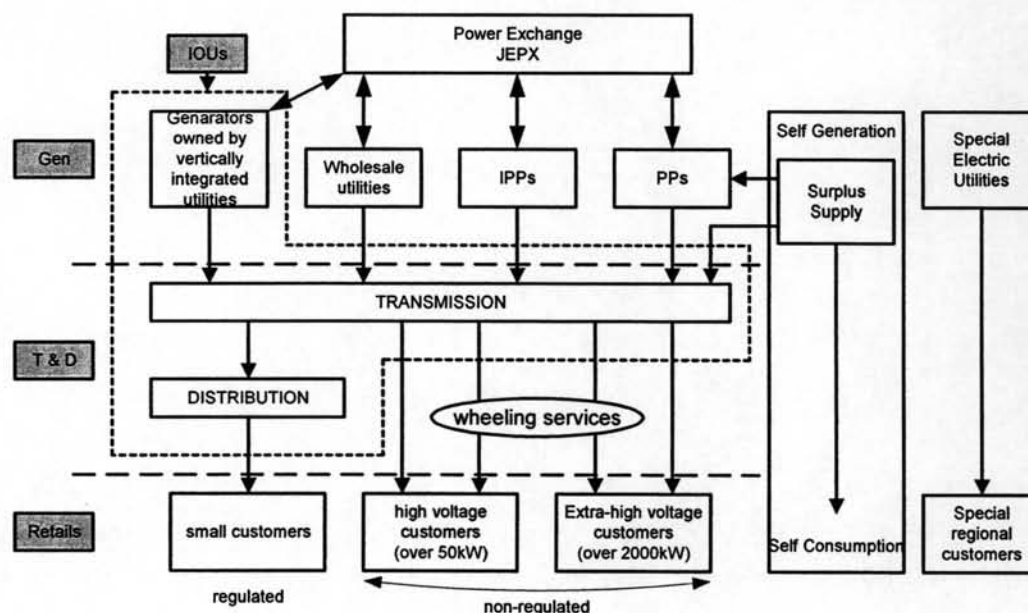 IOUs
Power Exchange
JEPX
Gen
Genarators
owned by
vertically
integrated
utilities
Wholesale
utilities
IPPs
PPs
Self Generation
Surplus
Supply
Special
Electric
Utilities
TRANSMISSION
T & D
DISTRIBUTION
wheeling services
Retails
small customers
high voltage
customers
(over 50kW)
Extra-high voltage
customers
(over 2000kW)
Self Consumption
Special
regional
customers
regulated
non-regulated